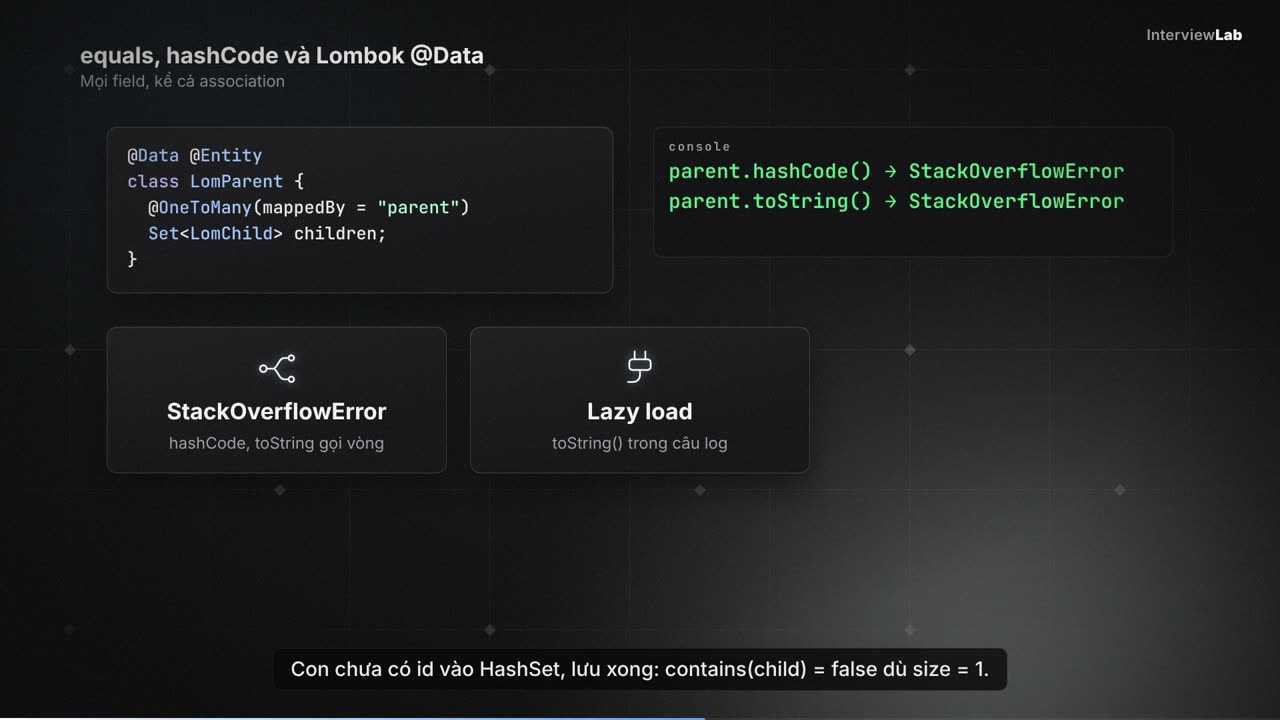 InterviewLab
equals, hashCode và Lombok @Data
Mọi field, kể cả association
@Data @Entity
class LomParent {
  @OneToMany(mappedBy = "parent")
  Set<LomChild> children;
}
console
parent.hashCode() → StackOverflowError
parent.toString() → StackOverflowError
StackOverflowError
hashCode, toString gọi vòng
Lazy load
toString() trong câu log
Con chưa có id vào HashSet, lưu xong: contains(child) = false dù size = 1.